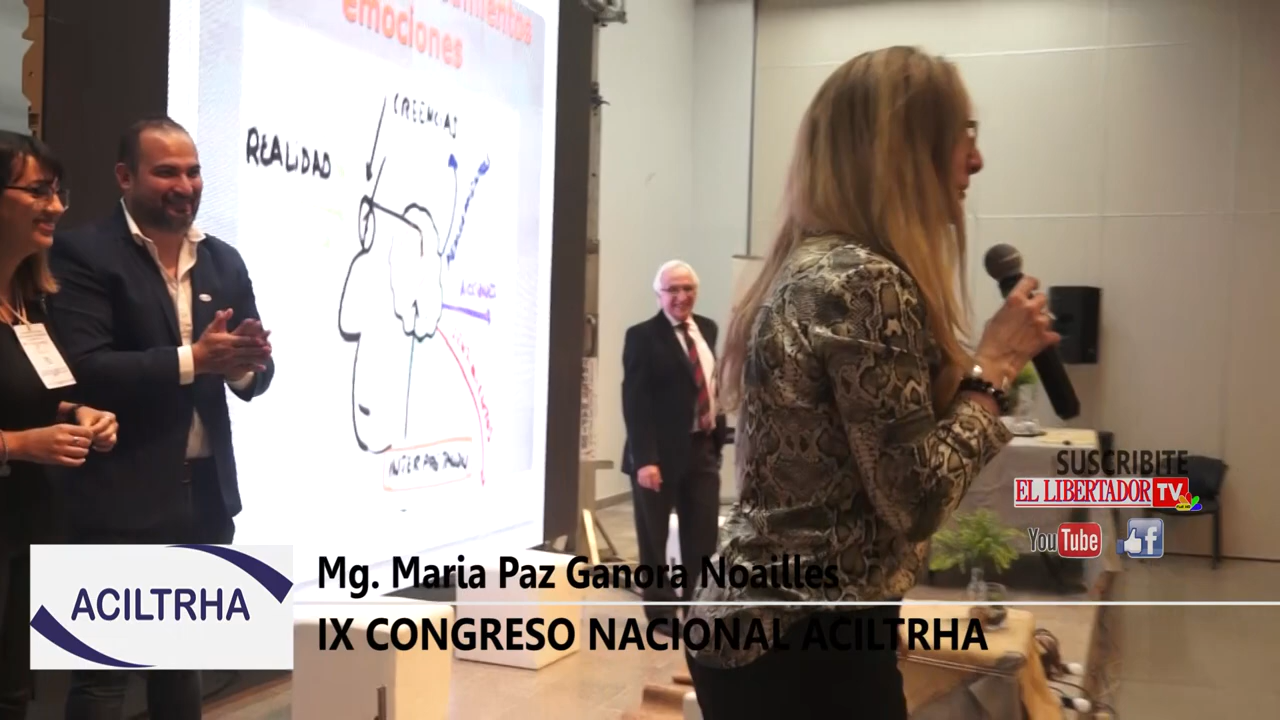 emociones
CREENCIAS
REALIDAD
SUSCRIBITE
EL LIBERTADOR TV
YouTube
Mg. Maria Paz Ganora Noailles
ACILTRHA
IX CONGRESO NACIONAL ACILTRHA